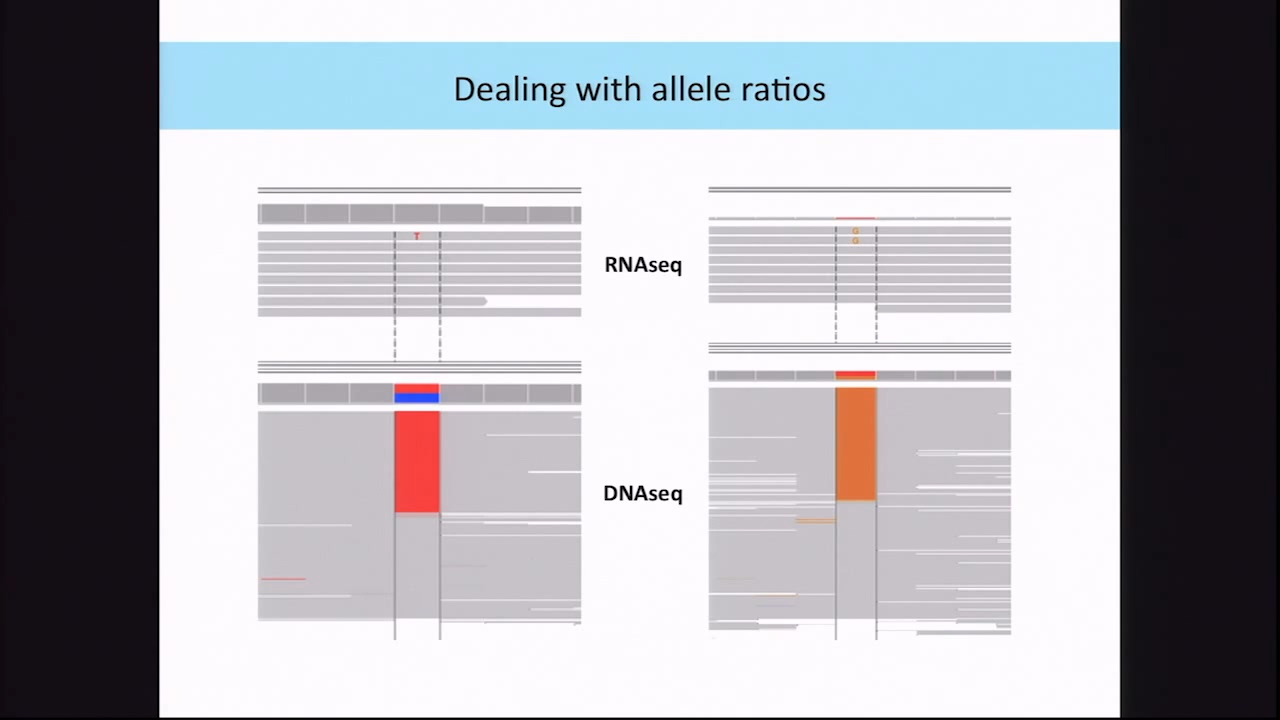 Dealing with allele ratios
T
G
G
RNAseq
DNAseq